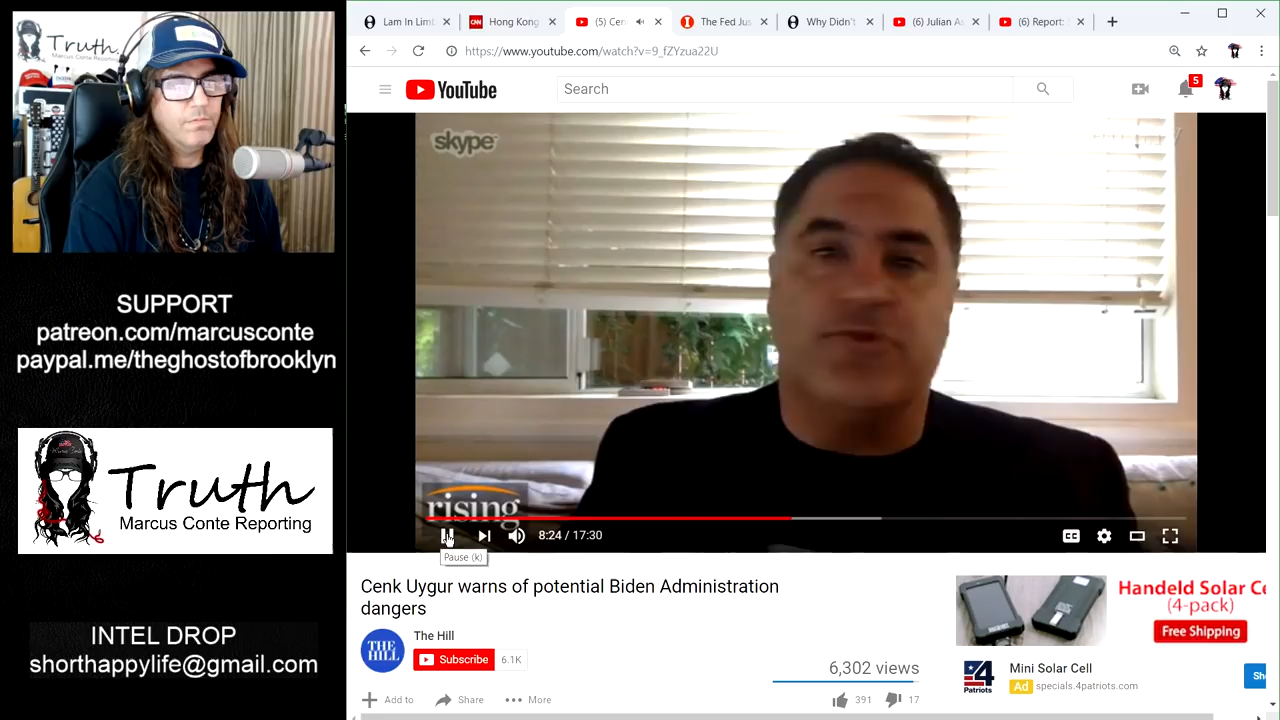 Truth.
Marcus Conte Reporting
SUPPORT
patreon.com/marcusconte
paypal.me/theghostofbrooklyn
Truth
Marcus Conte Reporting
INTEL DROP
shorthappylife@gmail.com
Lam In Lim
Hong Kong
(5) Ce
The Fed Jus
Why Didn'
(6) Julian A
(6) Report:
https://www.youtube.com/watch?v=9_fZYzua22U
YouTube
Search
5
skype
rising
8:24 / 17:30
CC
Pause (k)
Cenk Uygur warns of potential Biden Administration
dangers
THE
HILL
The Hill
Subscribe 6.1K
6,302 views
Add to Share More 391 17
Handeld Solar Ce
(4-pack)
Free Shipping
4
PATRIOTS
Mini Solar Cell
Ad specials.4patriots.com
Sh